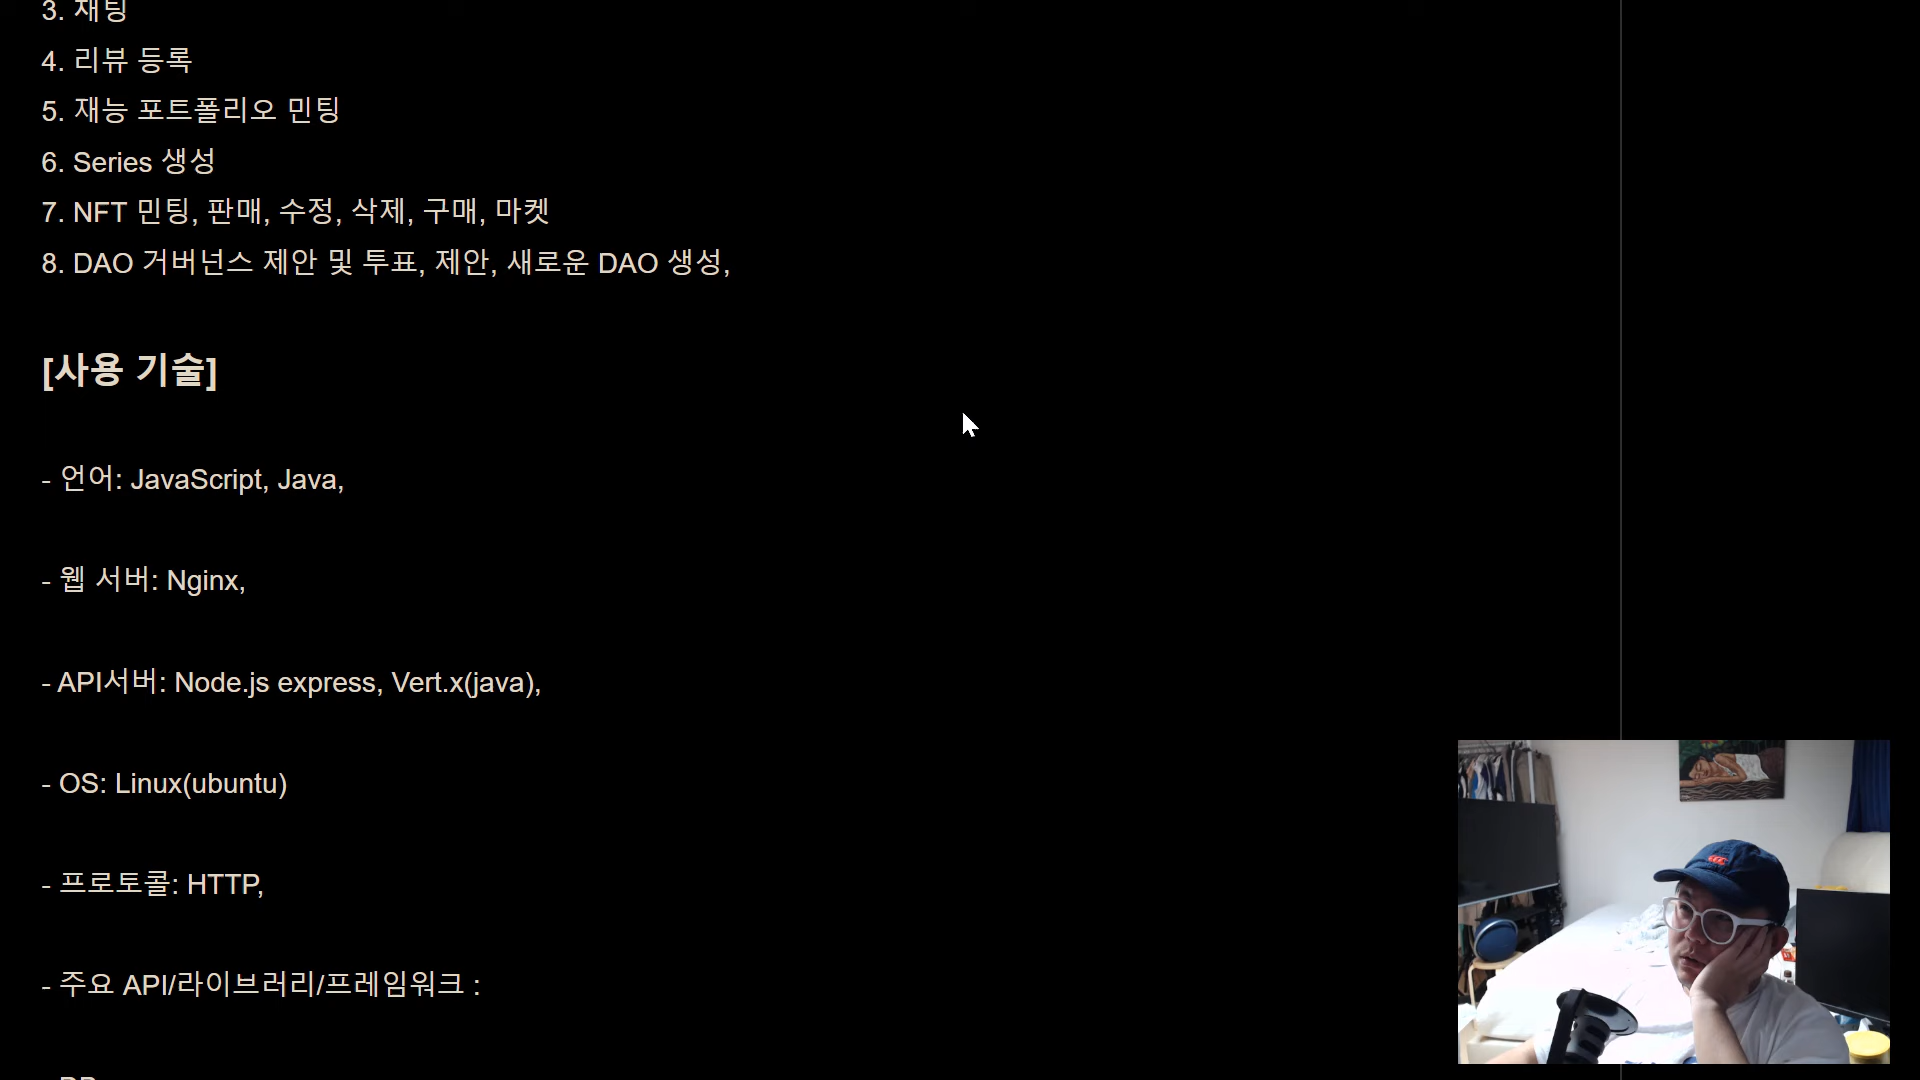 3. 채팅
4. 리뷰 등록
5. 재능 포트폴리오 민팅
6. Series 생성
7. NFT 민팅, 판매, 수정, 삭제, 구매, 마켓
8. DAO 거버넌스 제안 및 투표, 제안, 새로운 DAO 생성,
[사용 기술]
- 언어: JavaScript, Java,
- 웹 서버: Nginx,
- API서버: Node.js express, Vert.x(java),
- OS: Linux(ubuntu)
- 프로토콜: HTTP,
- 주요 API/라이브러리/프레임워크 :